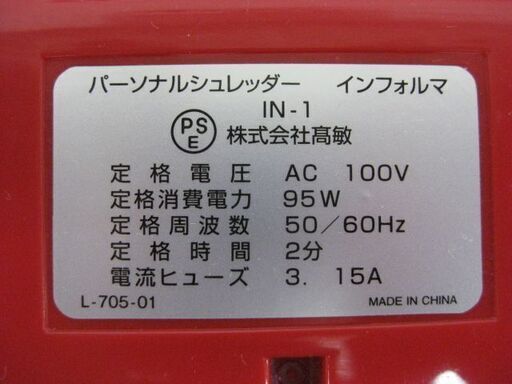 パーソナルシュレッダー　インフォルマ
IN-1
PSE 株式会社髙敏
定格電圧　AC 100V
定格消費電力　95W
定格周波数　50／60Hz
定格時間　2分
電流ヒューズ　3．15A
L-705-01　MADE IN CHINA